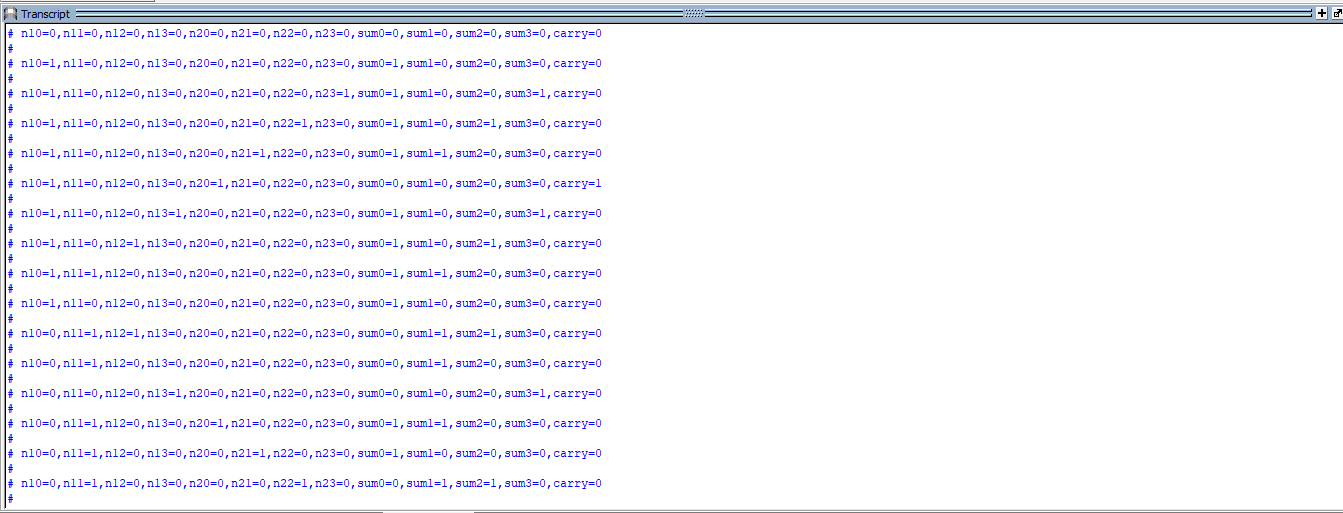 Transcript
# n10=0,n11=0,n12=0,n13=0,n20=0,n21=0,n22=0,n23=0,sum0=0,sum1=0,sum2=0,sum3=0,carry=0
#
# n10=1,n11=0,n12=0,n13=0,n20=0,n21=0,n22=0,n23=0,sum0=1,sum1=0,sum2=0,sum3=0,carry=0
#
# n10=1,n11=0,n12=0,n13=0,n20=0,n21=0,n22=0,n23=1,sum0=1,sum1=0,sum2=0,sum3=1,carry=0
#
# n10=1,n11=0,n12=0,n13=0,n20=0,n21=0,n22=1,n23=0,sum0=1,sum1=0,sum2=1,sum3=0,carry=0
#
# n10=1,n11=0,n12=0,n13=0,n20=0,n21=1,n22=0,n23=0,sum0=1,sum1=1,sum2=0,sum3=0,carry=0
#
# n10=1,n11=0,n12=0,n13=0,n20=1,n21=0,n22=0,n23=0,sum0=0,sum1=0,sum2=0,sum3=0,carry=1
#
# n10=1,n11=0,n12=0,n13=1,n20=0,n21=0,n22=0,n23=0,sum0=1,sum1=0,sum2=0,sum3=1,carry=0
#
# n10=1,n11=0,n12=1,n13=0,n20=0,n21=0,n22=0,n23=0,sum0=1,sum1=0,sum2=1,sum3=0,carry=0
#
# n10=1,n11=1,n12=0,n13=0,n20=0,n21=0,n22=0,n23=0,sum0=1,sum1=1,sum2=0,sum3=0,carry=0
#
# n10=1,n11=0,n12=0,n13=0,n20=0,n21=0,n22=0,n23=0,sum0=1,sum1=0,sum2=0,sum3=0,carry=0
#
# n10=0,n11=1,n12=1,n13=0,n20=0,n21=0,n22=0,n23=0,sum0=0,sum1=1,sum2=1,sum3=0,carry=0
#
# n10=0,n11=1,n12=0,n13=0,n20=0,n21=0,n22=0,n23=0,sum0=0,sum1=1,sum2=0,sum3=0,carry=0
#
# n10=0,n11=0,n12=0,n13=1,n20=0,n21=0,n22=0,n23=0,sum0=0,sum1=0,sum2=0,sum3=1,carry=0
#
# n10=0,n11=1,n12=0,n13=0,n20=1,n21=0,n22=0,n23=0,sum0=1,sum1=1,sum2=0,sum3=0,carry=0
#
# n10=0,n11=1,n12=0,n13=0,n20=0,n21=1,n22=0,n23=0,sum0=1,sum1=0,sum2=0,sum3=0,carry=0
#
# n10=0,n11=1,n12=0,n13=0,n20=0,n21=0,n22=1,n23=0,sum0=0,sum1=1,sum2=1,sum3=0,carry=0
#